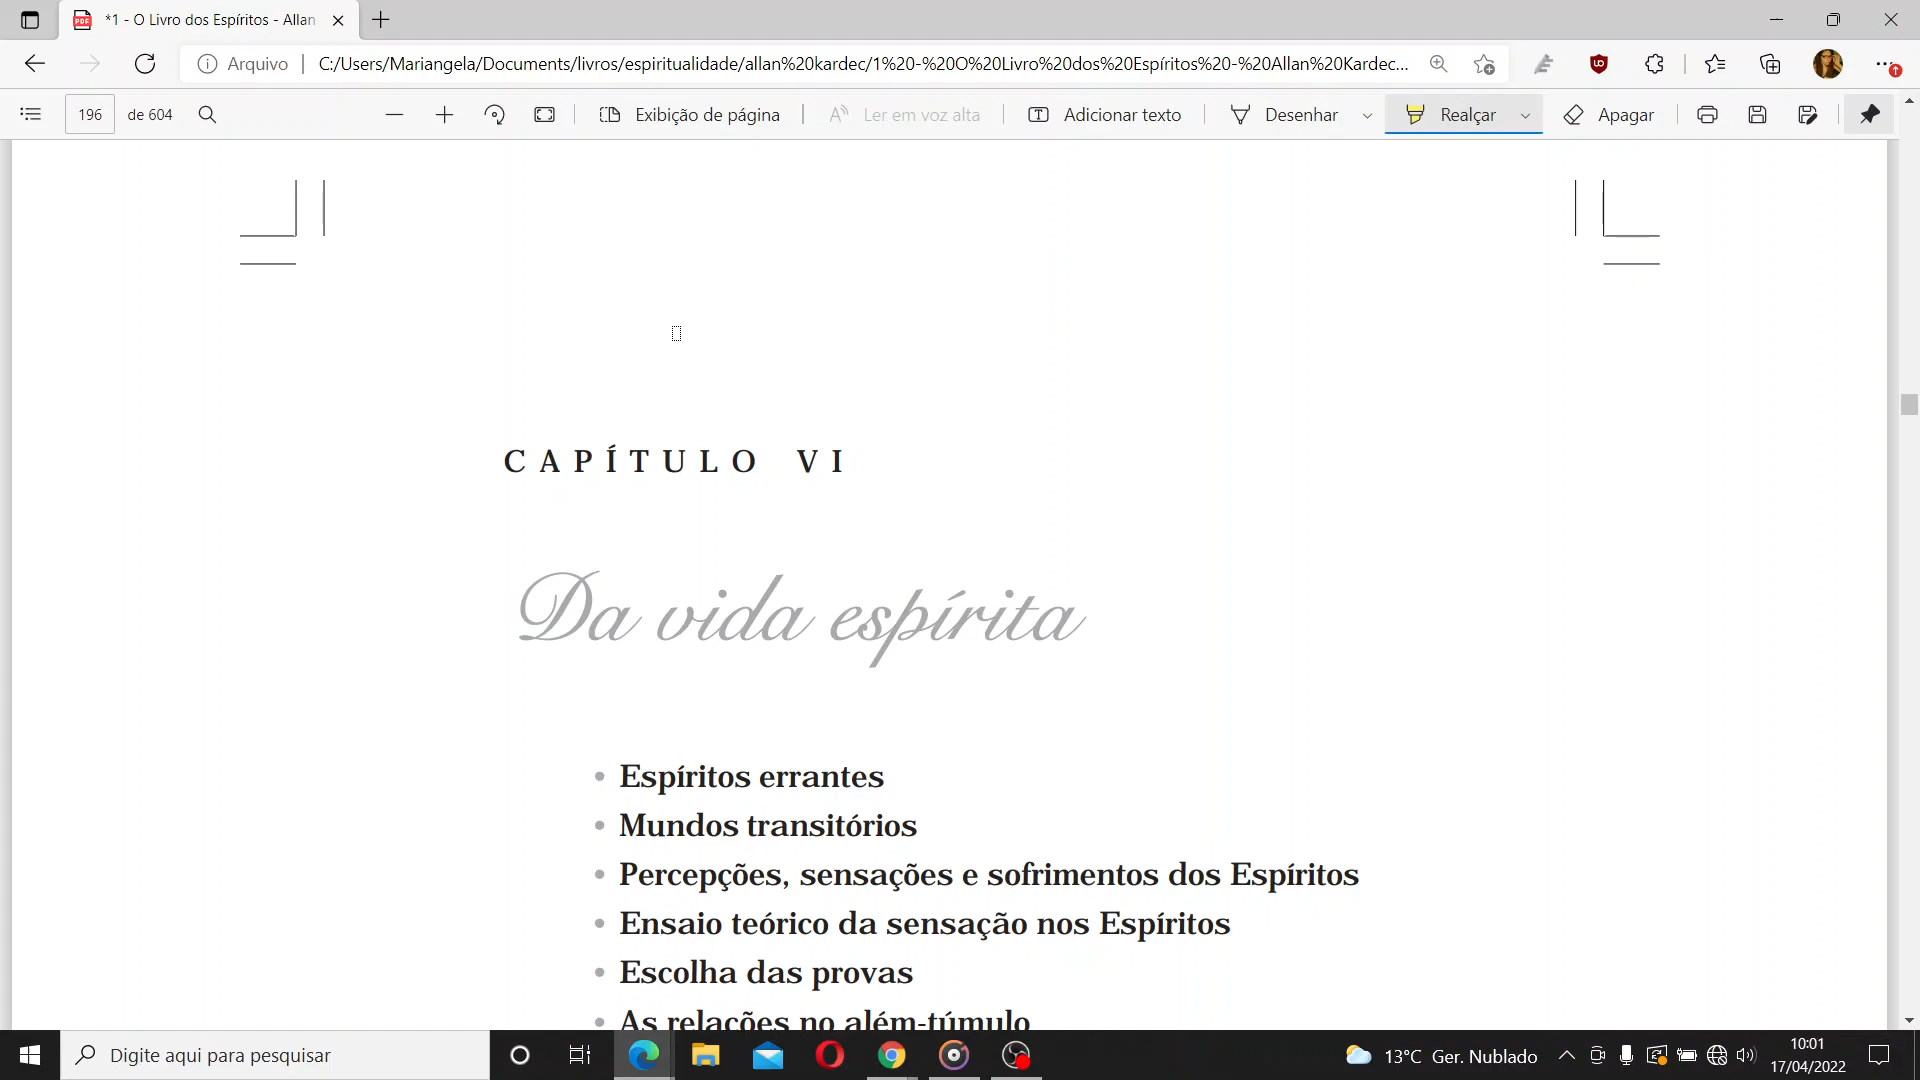 *1 - O Livro dos Espíritos - Allan
Arquivo
C:/Users/Mariangela/Documents/livros/espiritualidade/allan%20kardec/1%20-%20O%20Livro%20dos%20Espíritos%20-%20Allan%20Kardec...
196 de 604
Exibição de página
Ler em voz alta
Adicionar texto
Desenhar
Realçar
Apagar
CAPÍTULO VI
Da vida espírita
• Espíritos errantes
• Mundos transitórios
• Percepções, sensações e sofrimentos dos Espíritos
• Ensaio teórico da sensação nos Espíritos
• Escolha das provas
• As relações no além-túmulo
Digite aqui para pesquisar
13°C Ger. Nublado
10:01
17/04/2022